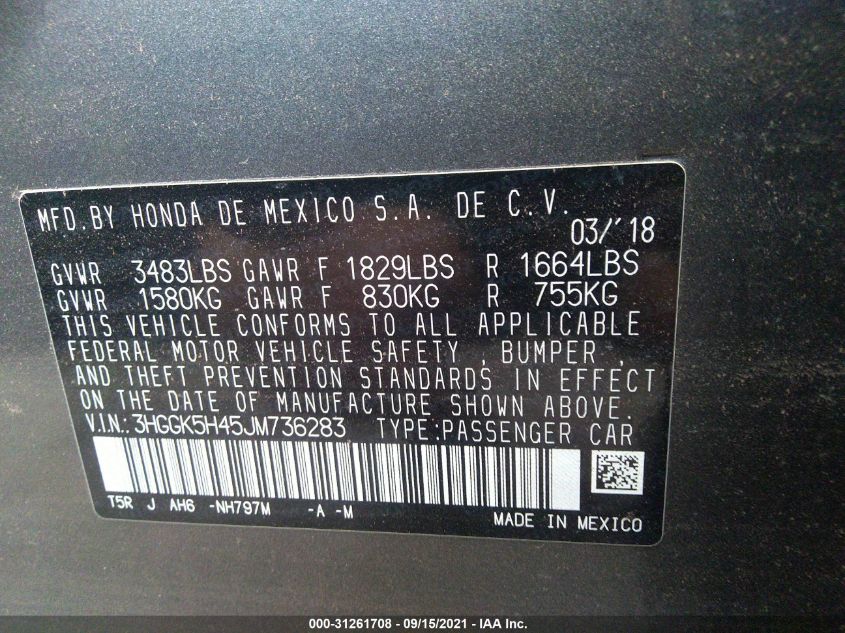 MFD.BY HONDA DE MEXICO S.A. DE C.V.
03/'18
GVWR 3483LBS GAWR F 1829LBS R 1664LBS
GVWR 1580KG GAWR F 830KG R 755KG
THIS VEHICLE CONFORMS TO ALL APPLICABLE
FEDERAL MOTOR VEHICLE SAFETY , BUMPER ,
AND THEFT PREVENTION STANDARDS IN EFFECT
ON THE DATE OF MANUFACTURE SHOWN ABOVE.
V.I.N.:3HGGK5H45JM736283 TYPE:PASSENGER CAR
T5R J AH6 -NH797M -A -M
MADE IN MEXICO
000-31261708 - 09/15/2021 - IAA Inc.